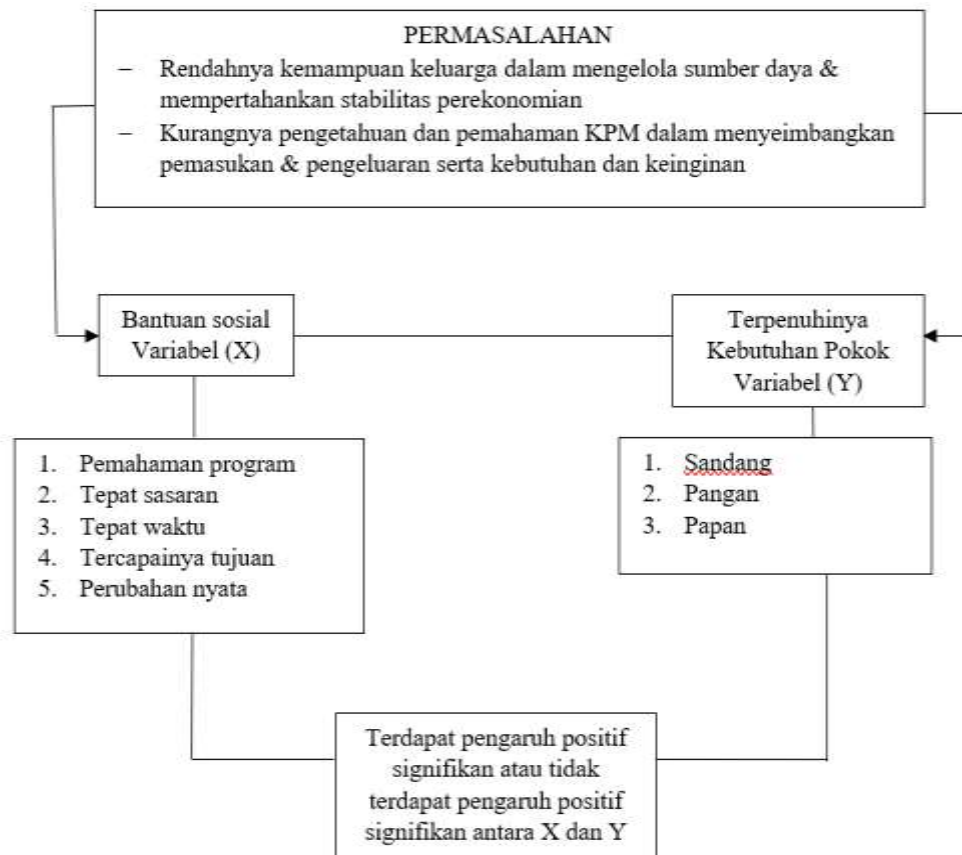 PERMASALAHAN
– Rendahnya kemampuan keluarga dalam mengelola sumber daya &
mempertahankan stabilitas perekonomian
– Kurangnya pengetahuan dan pemahaman KPM dalam menyeimbangkan
pemasukan & pengeluaran serta kebutuhan dan keinginan
Bantuan sosial
Variabel (X)
Terpenuhinya
Kebutuhan Pokok
Variabel (Y)
1. Pemahaman program
2. Tepat sasaran
3. Tepat waktu
4. Tercapainya tujuan
5. Perubahan nyata
1. Sandang
2. Pangan
3. Papan
Terdapat pengaruh positif
signifikan atau tidak
terdapat pengaruh positif
signifikan antara X dan Y